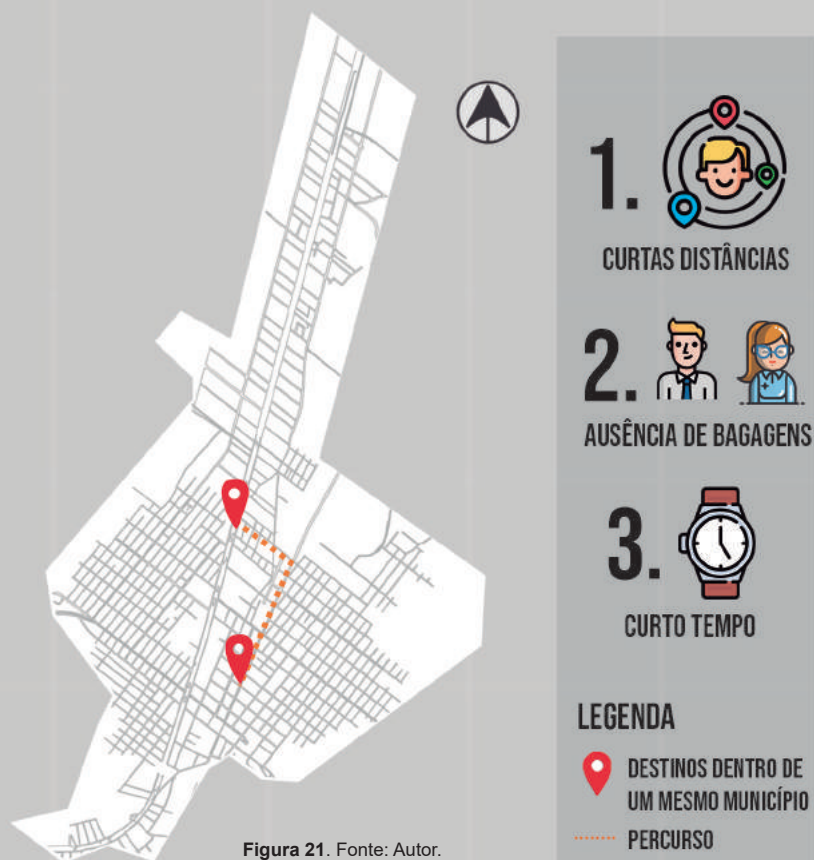 1.
CURTAS DISTÂNCIAS
2.
AUSÊNCIA DE BAGAGENS
3.
CURTO TEMPO
LEGENDA
DESTINOS DENTRO DE
UM MESMO MUNICÍPIO
PERCURSO
Figura 21. Fonte: Autor.